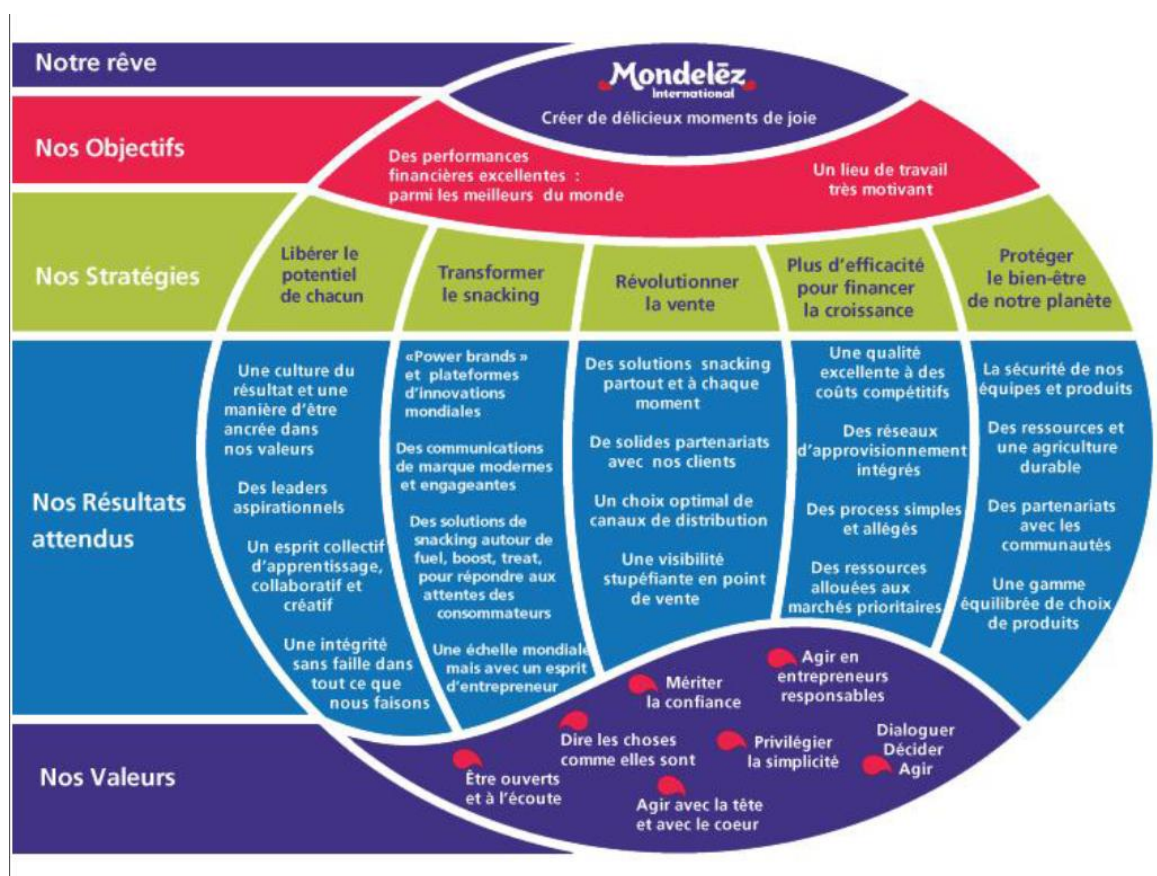 Notre rêve
Mondelēz
International
Créer de délicieux moments de joie
Nos Objectifs
Des performances
financières excellentes :
parmi les meilleurs du monde
Un lieu de travail
très motivant
Nos Stratégies
Libérer le
potentiel
de chacun
Transformer
le snacking
Révolutionner
la vente
Plus d'efficacité
pour financer
la croissance
Protéger
le bien-être
de notre planète
Nos Résultats
attendus
Une culture du
résultat et une
manière d'être
ancrée dans
nos valeurs
Des leaders
aspirationnels
Un esprit collectif
d'apprentissage,
collaboratif et
créatif
Une intégrité
sans faille dans
tout ce que
nous faisons
«Power brands »
et plateformes
d'innovations
mondiales
Des communications
de marque modernes
et engageantes
Des solutions de
snacking autour de
fuel, boost, treat,
pour répondre aux
attentes des
consommateurs
Une échelle mondiale
mais avec un esprit
d'entrepreneur
Des solutions snacking
partout et à chaque
moment
De solides partenariats
avec nos clients
Un choix optimal de
canaux de distribution
Une visibilité
stupéfiante en point
de vente
Une qualité
excellente à des
coûts compétitifs
Des réseaux
d'approvisionnement
intégrés
Des process simples
et allégés
Des ressources
allouées aux
marchés prioritaires
La sécurité de nos
équipes et produits
Des ressources et
une agriculture
durable
Des partenariats
avec les
communautés
Une gamme
équilibrée de choix
de produits
Nos Valeurs
Être ouverts
et à l'écoute
Dire les choses
comme elles sont
Mériter
la confiance
Agir avec la tête
et avec le coeur
Privilégier
la simplicité
Agir en
entrepreneurs
responsables
Dialoguer
Décider
Agir